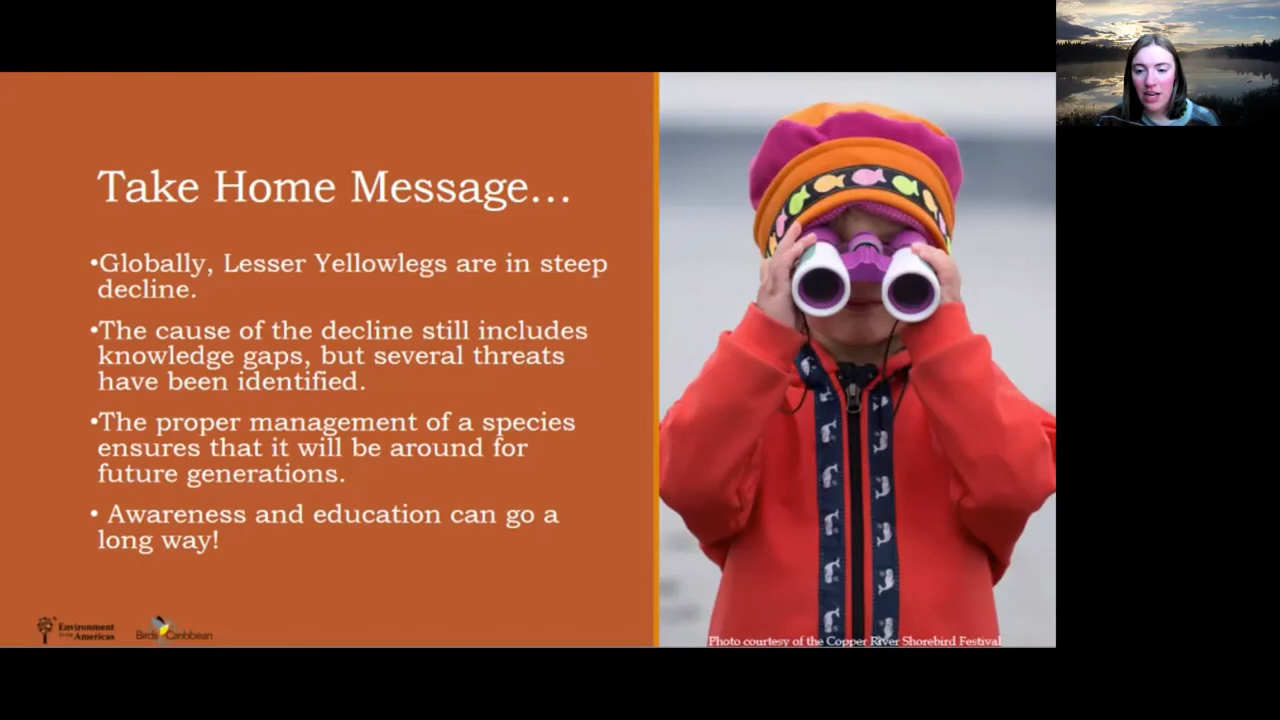 Take Home Message...
•Globally, Lesser Yellowlegs are in steep
decline.
•The cause of the decline still includes
knowledge gaps, but several threats
have been identified.
•The proper management of a species
ensures that it will be around for
future generations.
• Awareness and education can go a
long way!
Environment
for the Americas
Birds Caribbean
Photo courtesy of the Copper River Shorebird Festival